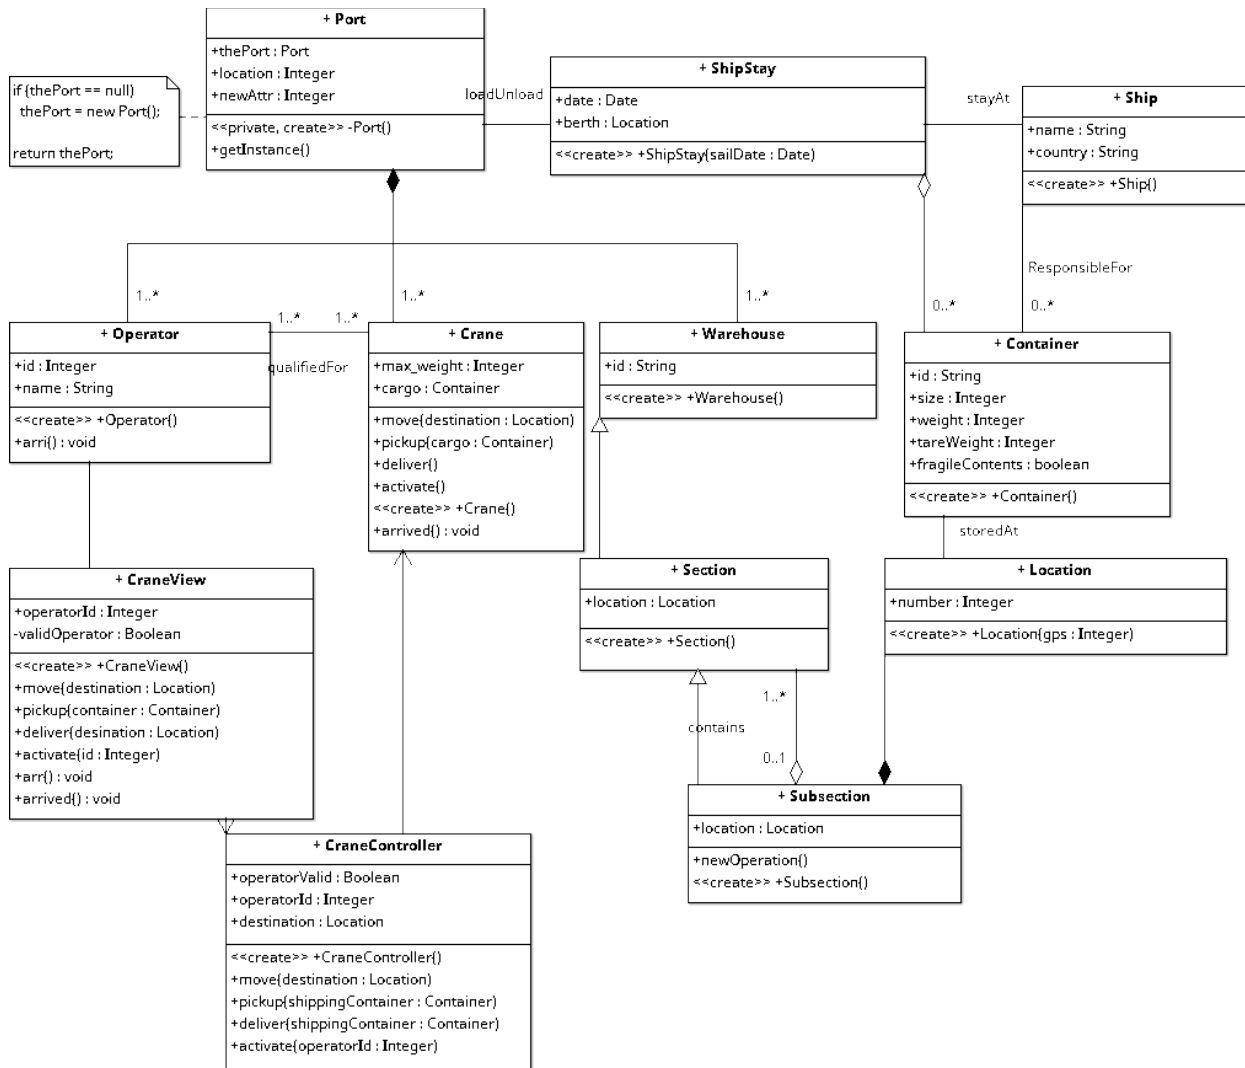 + Port
+thePort : Port
+location : Integer
+newAttr : Integer
<<private, create>> -Port()
+getInstance()
if (thePort == null)
thePort = new Port();
return thePort;
loadUnload
+ ShipStay
+date : Date
+berth : Location
<<create>> +ShipStay(sailDate : Date)
stayAt
+ Ship
+name : String
+country : String
<<create>> +Ship()
ResponsibleFor
1..*
1..*
1..*
0..*
0..*
+ Operator
+id : Integer
+name : String
<<create>> +Operator()
+arri() : void
1..*
1..*
qualifiedFor
+ Crane
+max_weight : Integer
+cargo : Container
+move(destination : Location)
+pickup(cargo : Container)
+deliver()
+activate()
<<create>> +Crane()
+arrived() : void
+ Warehouse
+id : String
<<create>> +Warehouse()
+ Container
+id : String
+size : Integer
+weight : Integer
+tareWeight : Integer
+fragileContents : boolean
<<create>> +Container()
storedAt
+ CraneView
+operatorId : Integer
-validOperator : Boolean
<<create>> +CraneView()
+move(destination : Location)
+pickup(container : Container)
+deliver(desination : Location)
+activate(id : Integer)
+arr() : void
+arrived() : void
+ Section
+location : Location
<<create>> +Section()
+ Location
+number : Integer
<<create>> +Location(gps : Integer)
1..*
contains
0..1
+ Subsection
+location : Location
+newOperation()
<<create>> +Subsection()
+ CraneController
+operatorValid : Boolean
+operatorId : Integer
+destination : Location
<<create>> +CraneController()
+move(destination : Location)
+pickup(shippingContainer : Container)
+deliver(shippingContainer : Container)
+activate(operatorId : Integer)